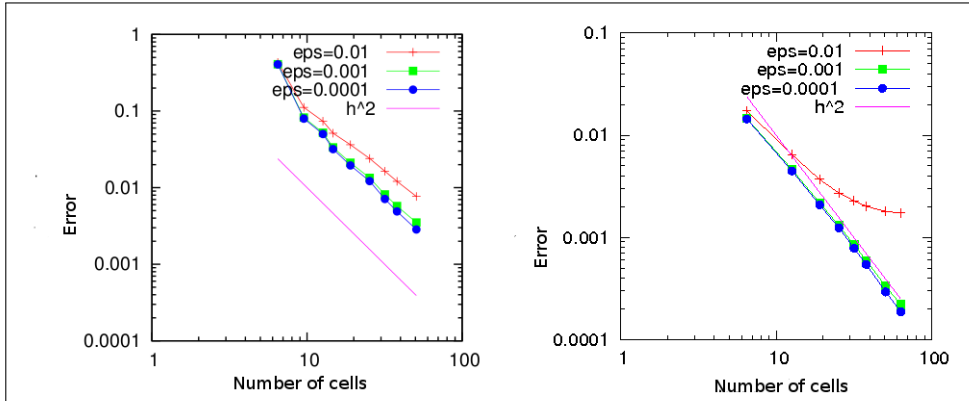 1
0.1
0.01
0.001
0.0001
Error
1
10
100
Number of cells
eps=0.01
eps=0.001
eps=0.0001
h^2
0.1
0.01
0.001
0.0001
Error
1
10
100
Number of cells
eps=0.01
eps=0.001
eps=0.0001
h^2